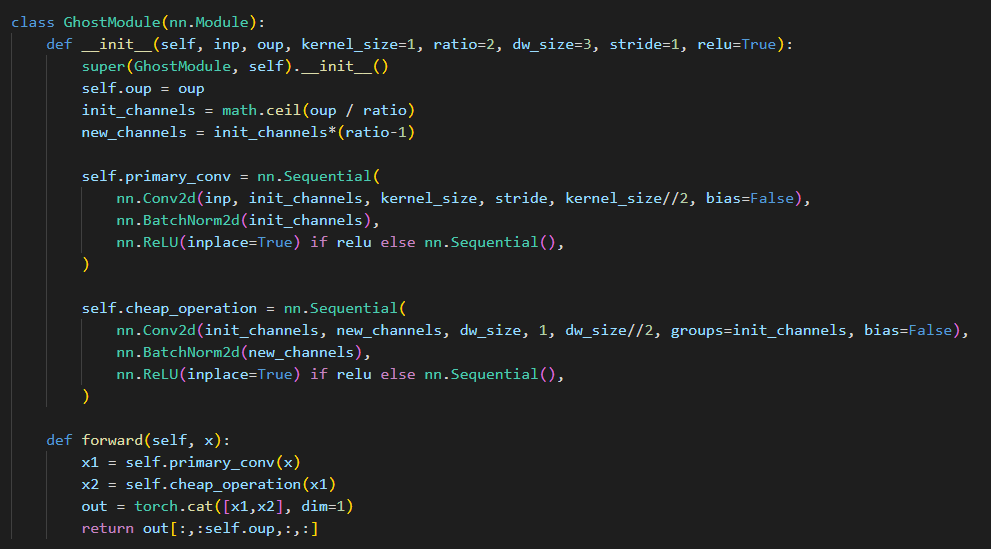 class GhostModule(nn.Module):
    def __init__(self, inp, oup, kernel_size=1, ratio=2, dw_size=3, stride=1, relu=True):
        super(GhostModule, self).__init__()
        self.oup = oup
        init_channels = math.ceil(oup / ratio)
        new_channels = init_channels*(ratio-1)

        self.primary_conv = nn.Sequential(
            nn.Conv2d(inp, init_channels, kernel_size, stride, kernel_size//2, bias=False),
            nn.BatchNorm2d(init_channels),
            nn.ReLU(inplace=True) if relu else nn.Sequential(),
        )

        self.cheap_operation = nn.Sequential(
            nn.Conv2d(init_channels, new_channels, dw_size, 1, dw_size//2, groups=init_channels, bias=False),
            nn.BatchNorm2d(new_channels),
            nn.ReLU(inplace=True) if relu else nn.Sequential(),
        )

    def forward(self, x):
        x1 = self.primary_conv(x)
        x2 = self.cheap_operation(x1)
        out = torch.cat([x1,x2], dim=1)
        return out[:,:self.oup,:,:]